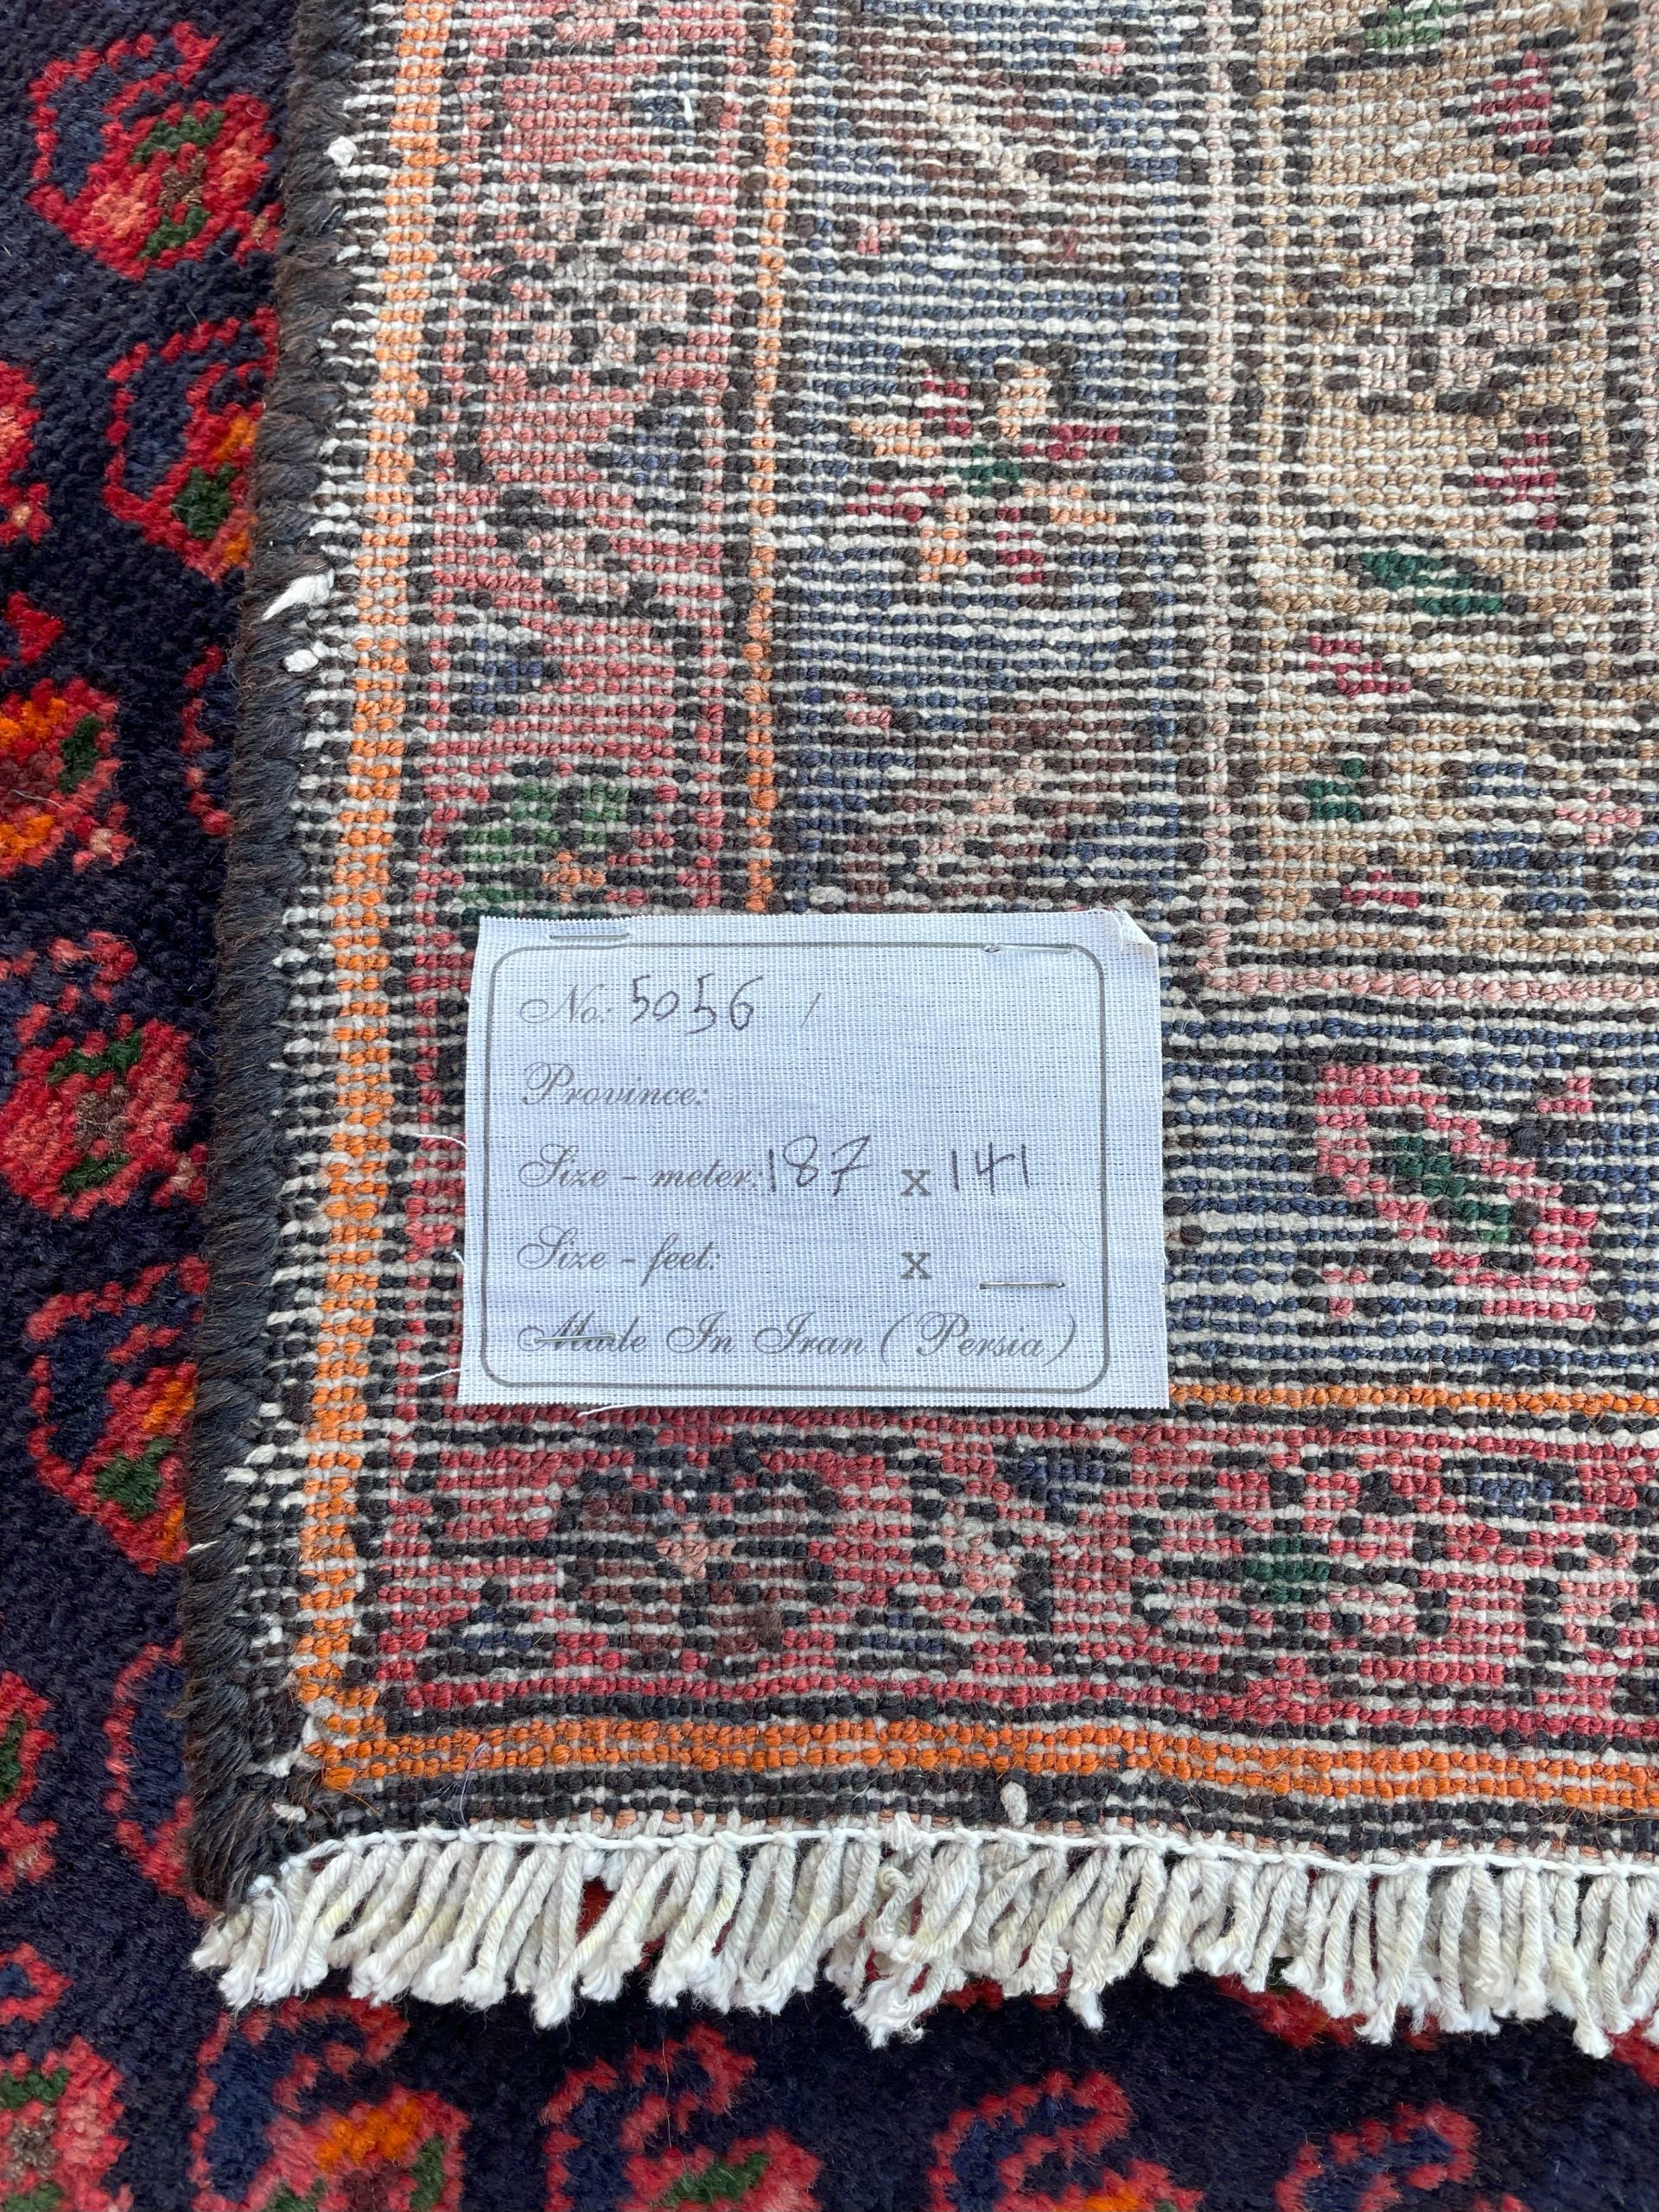 No: 5056 /
Province:
Size - meter: 187 x 141
Size - feet: x
Made In Iran (Persia)